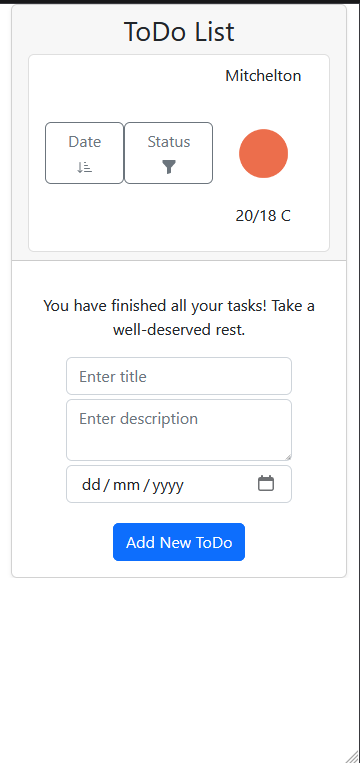 ToDo List
Mitchelton
Date
Status
20/18 C
You have finished all your tasks! Take a
well-deserved rest.
Enter title
Enter description
dd/mm/yyyy
Add New ToDo